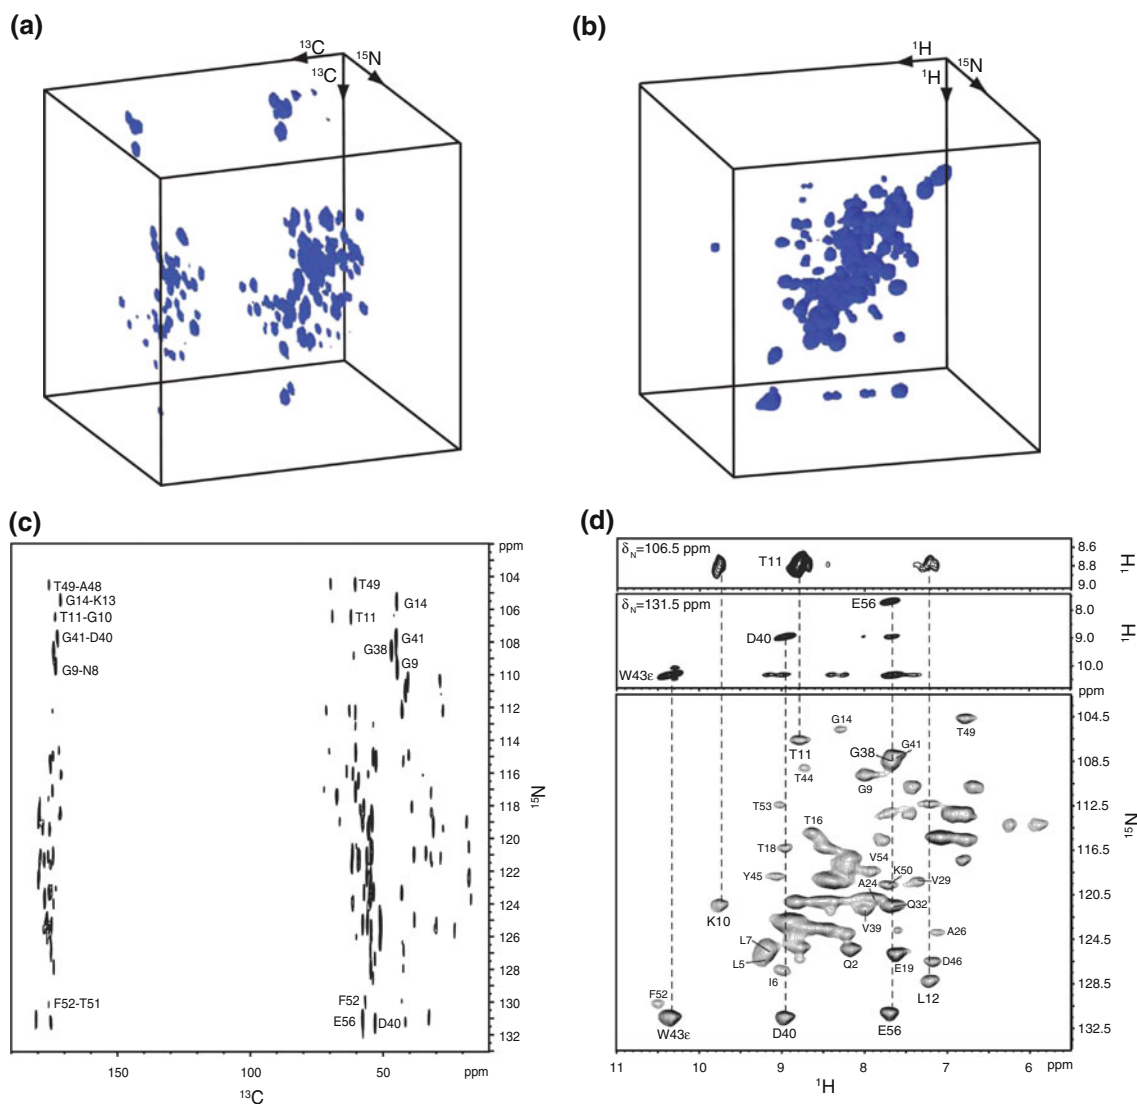 (a)
¹³C
¹⁵N
¹³C
(b)
¹H
¹⁵N
¹H
(c)
ppm
104
106
108
110
112
114
116
118
120
122
124
126
128
130
132
¹⁵N
T49-A48
G14-K13
T11-G10
G41-D40
G9-N8
T49
G14
T11
G41
G38
G9
F52-T51
F52
E56
D40
150
100
50
ppm
¹³C
(d)
δN=106.5 ppm
T11
8.6
8.8
9.0
¹H
δN=131.5 ppm
E56
D40
W43ε
8.0
9.0
10.0
¹H
ppm
104.5
108.5
112.5
116.5
120.5
124.5
128.5
132.5
¹⁵N
G14
T49
T11
G38
G41
T44
G9
T53
T16
T18
V54
Y45
K50
A24
V29
K10
Q32
V39
A26
L7
L5
Q2
E19
D46
I6
L12
F52
W43ε
D40
E56
11
10
9
8
7
6
ppm
¹H